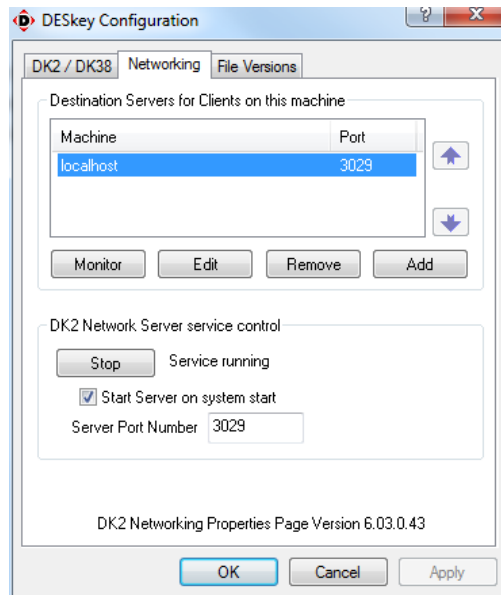 DESkey Configuration
?
DK2 / DK38 Networking File Versions
Destination Servers for Clients on this machine
Machine Port
localhost 3029
Monitor Edit Remove Add
DK2 Network Server service control
Stop Service running
Start Server on system start
Server Port Number 3029
DK2 Networking Properties Page Version 6.03.0.43
OK Cancel Apply